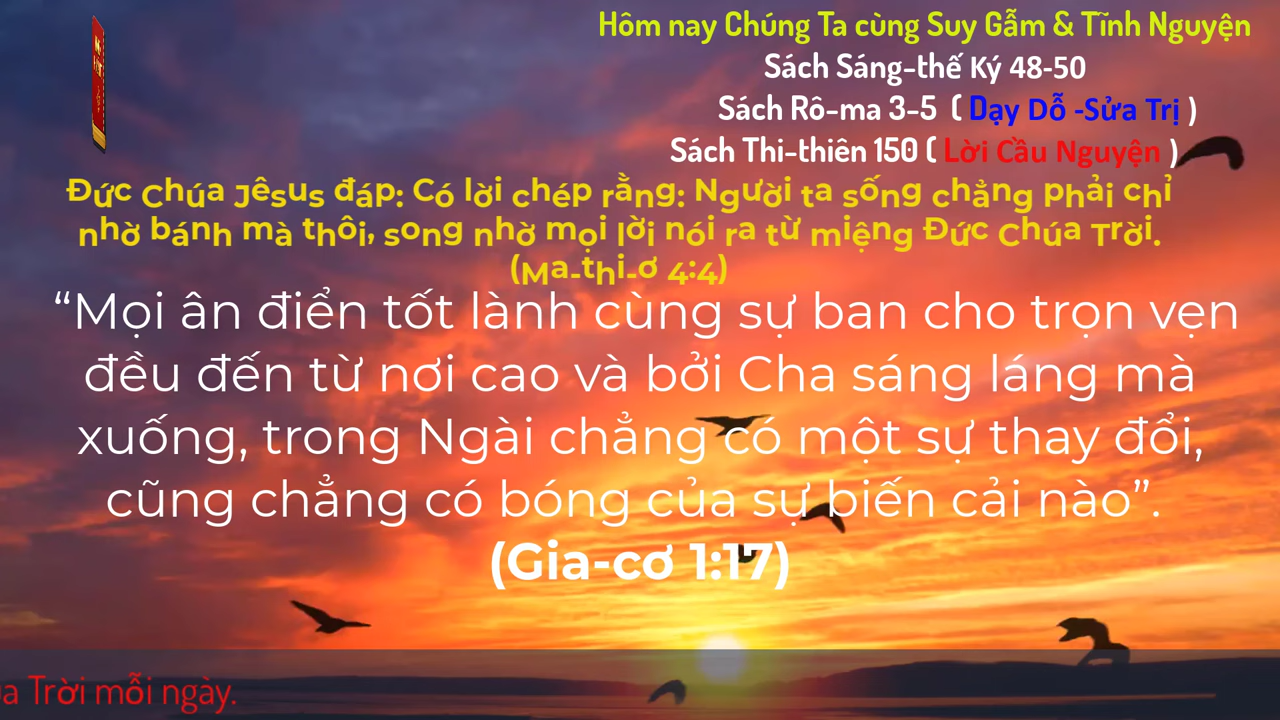 Hôm nay Chúng Ta cùng Suy Gẫm & Tĩnh Nguyện
Sách Sáng-thế Ký 48-50
Sách Rô-ma 3-5 ( Dạy Dỗ -Sửa Trị )
Sách Thi-thiên 150 ( Lời Cầu Nguyện )
Đức Chúa Jêsus đáp: Có lời chép rằng: Người ta sống chẳng phải chỉ
nhờ bánh mà thôi, song nhờ mọi lời nói ra từ miệng Đức Chúa Trời.
(Ma-thi-ơ 4:4)
“Mọi ân điển tốt lành cùng sự ban cho trọn vẹn
đều đến từ nơi cao và bởi Cha sáng láng mà
xuống, trong Ngài chẳng có một sự thay đổi,
cũng chẳng có bóng của sự biến cải nào”.
(Gia-cơ 1:17)
Trời mỗi ngày.